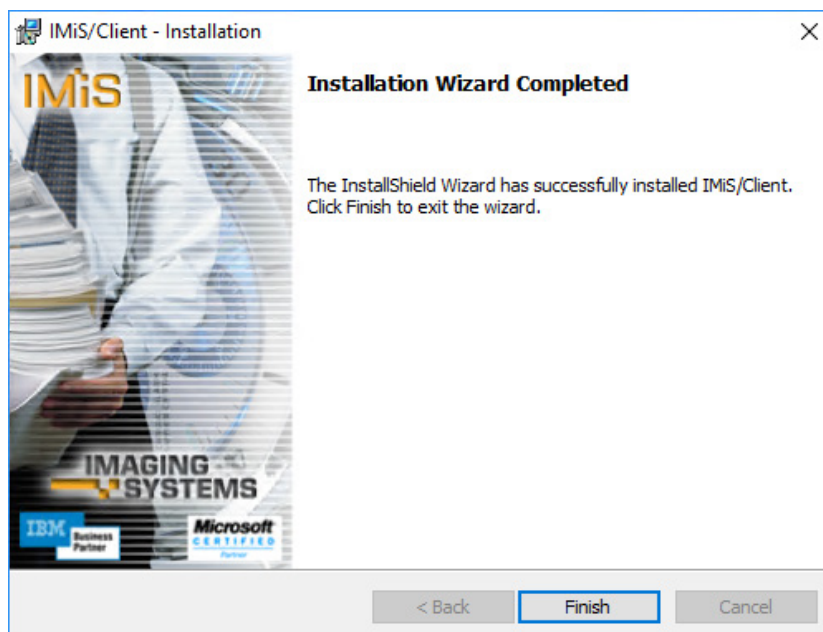 IMiS/Client - Installation
IMiS
Installation Wizard Completed
The InstallShield Wizard has successfully installed IMiS/Client.
Click Finish to exit the wizard.
IMAGING
SYSTEMS
IBM Business
Partner
Microsoft
CERTIFIED
Partner
< Back
Finish
Cancel